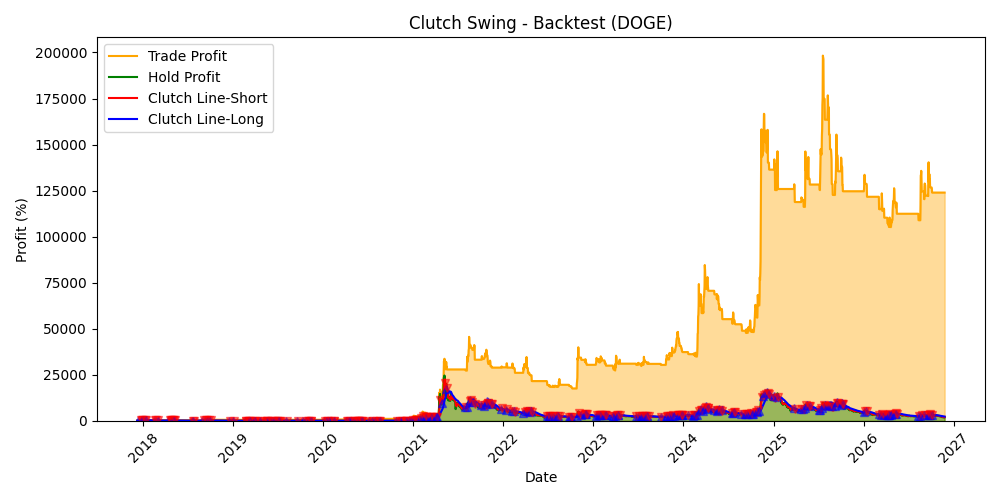 Clutch Swing - Backtest (DOGE)
Trade Profit
Hold Profit
Clutch Line-Short
Clutch Line-Long
Profit (%)
200000
175000
150000
125000
100000
75000
50000
25000
0
2018
2019
2020
2021
2022
2023
2024
2025
2026
2027
Date